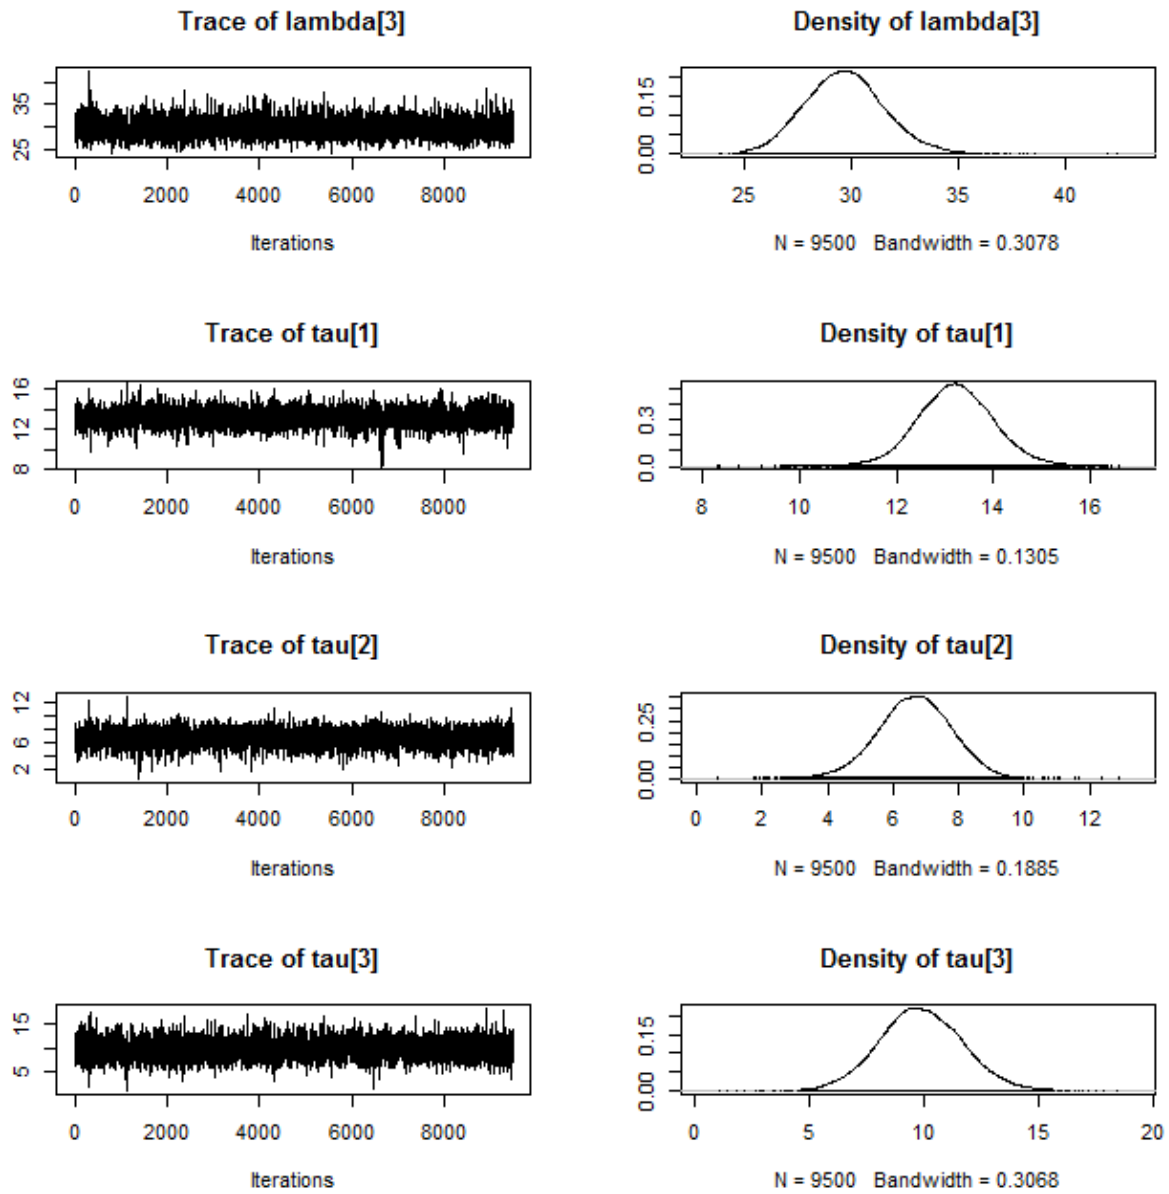 Trace of lambda[3]
Density of lambda[3]
25 35
0.00 0.15
0 2000 4000 6000 8000
25 30 35 40
Iterations
N = 9500 Bandwidth = 0.3078
Trace of tau[1]
Density of tau[1]
8 12 16
0.0 0.3
0 2000 4000 6000 8000
8 10 12 14 16
Iterations
N = 9500 Bandwidth = 0.1305
Trace of tau[2]
Density of tau[2]
2 6 12
0.00 0.25
0 2000 4000 6000 8000
0 2 4 6 8 10 12
Iterations
N = 9500 Bandwidth = 0.1885
Trace of tau[3]
Density of tau[3]
5 15
0.00 0.15
0 2000 4000 6000 8000
0 5 10 15 20
Iterations
N = 9500 Bandwidth = 0.3068